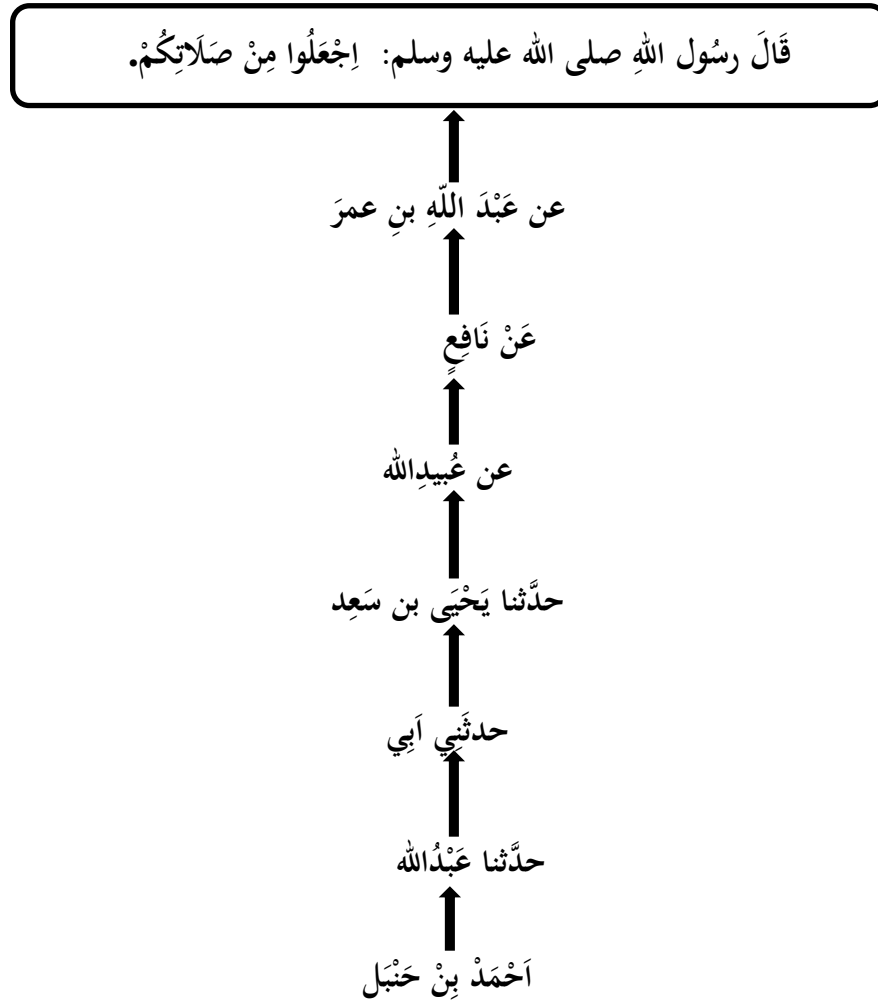 قَالَ رسُول اللهِ صلى الله عليه وسلم: اِجْعَلُوا مِنْ صَلَاتِكُمْ.
عن عَبْدَ اللّهِ بنِ عمرَ
عَنْ نَافِعٍ
عن عُبيدِالله
حدَّثنا يَحْيَى بن سَعِد
حدثَنِي اَبِي
حدَّثنا عَبْدُالله
اَحْمَدْ بِنْ حَنْبَل